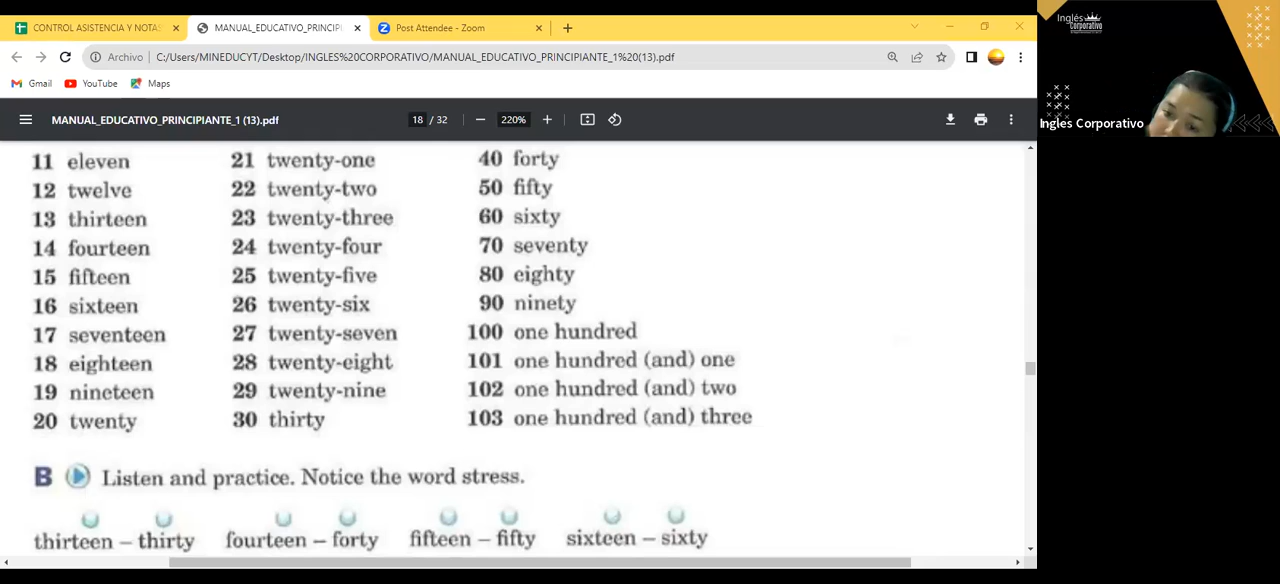 CONTROL ASISTENCIA Y NOTAS
MANUAL_EDUCATIVO_PRINCIPI
Post Attendee - Zoom
Archivo
C:/Users/MINEDUCYT/Desktop/INGLES%20CORPORATIVO/MANUAL_EDUCATIVO_PRINCIPIANTE_1%20(13).pdf
Gmail
YouTube
Maps
MANUAL_EDUCATIVO_PRINCIPIANTE_1 (13).pdf
18 / 32
220%
11 eleven
12 twelve
13 thirteen
14 fourteen
15 fifteen
16 sixteen
17 seventeen
18 eighteen
19 nineteen
20 twenty
21 twenty-one
22 twenty-two
23 twenty-three
24 twenty-four
25 twenty-five
26 twenty-six
27 twenty-seven
28 twenty-eight
29 twenty-nine
30 thirty
40 forty
50 fifty
60 sixty
70 seventy
80 eighty
90 ninety
100 one hundred
101 one hundred (and) one
102 one hundred (and) two
103 one hundred (and) three
B Listen and practice. Notice the word stress.
thirteen – thirty fourteen – forty fifteen – fifty sixteen – sixty
Inglés
Corporativo
Ingles Corporativo